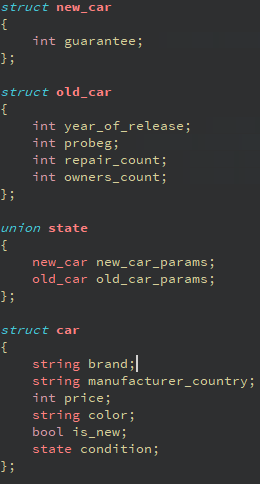 struct new_car
{
    int guarantee;
};

struct old_car
{
    int year_of_release;
    int probeg;
    int repair_count;
    int owners_count;
};

union state
{
    new_car new_car_params;
    old_car old_car_params;
};

struct car
{
    string brand;
    string manufacturer_country;
    int price;
    string color;
    bool is_new;
    state condition;
};